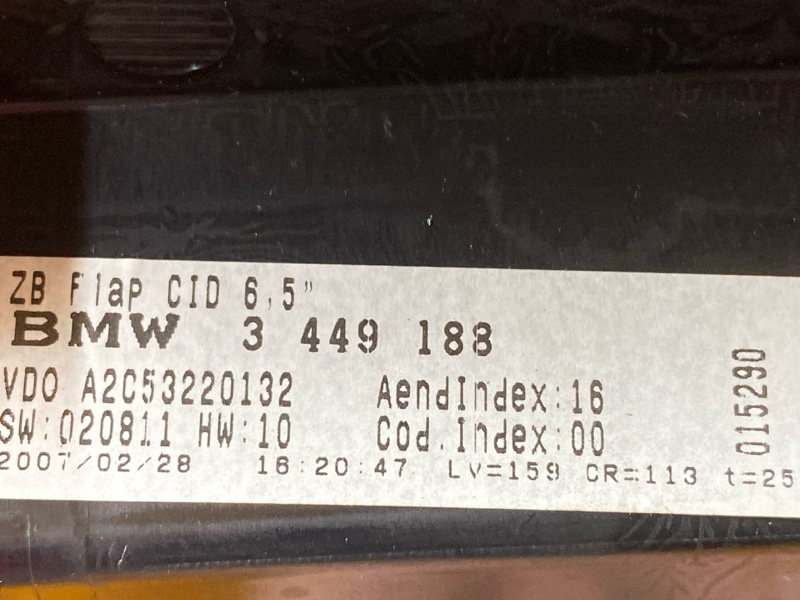 ZB Flap CID 6,5"
BMW 3 449 188
VDO A2C53220132 AendIndex:16
SW:020811 HW:10 Cod.Index:00
2007/02/28 16:20:47 LV=159 CR=113 t=25
015290